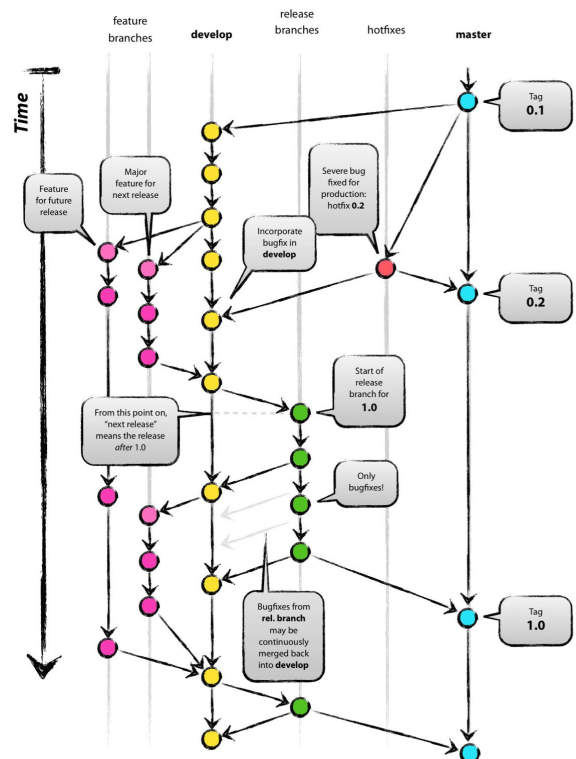 feature
branches
develop
release
branches
hotfixes
master
Time
Tag
0.1
Feature
for future
release
Major
feature for
next release
Severe bug
fixed for
production:
hotfix 0.2
Incorporate
bugfix in
develop
Tag
0.2
Start of
release
branch for
1.0
From this point on,
"next release"
means the release
after 1.0
Only
bugfixes!
Bugfixes from
rel. branch
may be
continuously
merged back
into develop
Tag
1.0